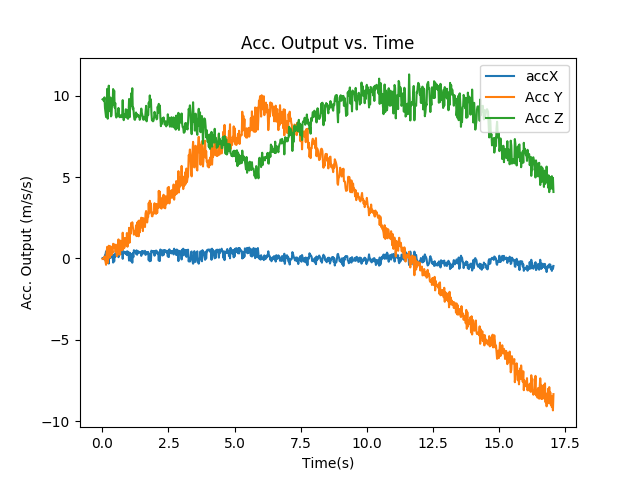 Acc. Output vs. Time
accX
Acc Y
Acc Z
Acc. Output (m/s/s)
10
5
0
−5
−10
0.0 2.5 5.0 7.5 10.0 12.5 15.0 17.5
Time(s)